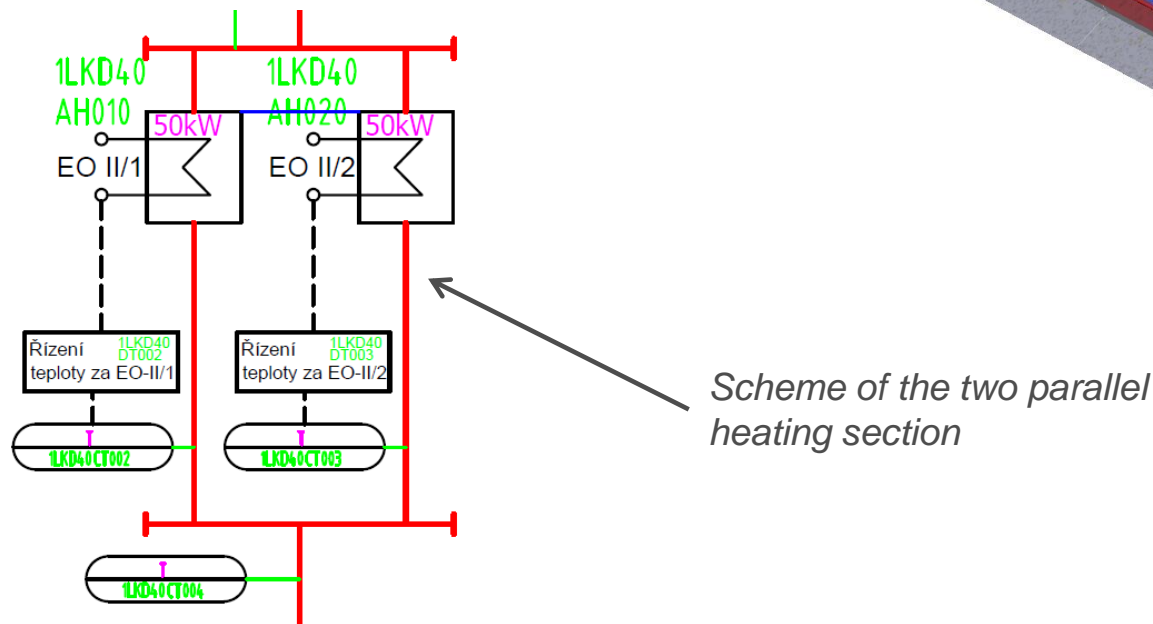 1LKD40
AH010
1LKD40
AH020
50kW
50kW
EO II/1
EO II/2
Řízení 1LKD40
DT002
teploty za EO-II/1
Řízení 1LKD40
DT003
teploty za EO-II/2
T
1LKD40CT002
T
1LKD40CT003
Scheme of the two parallel
heating section
T
1LKD40CT004